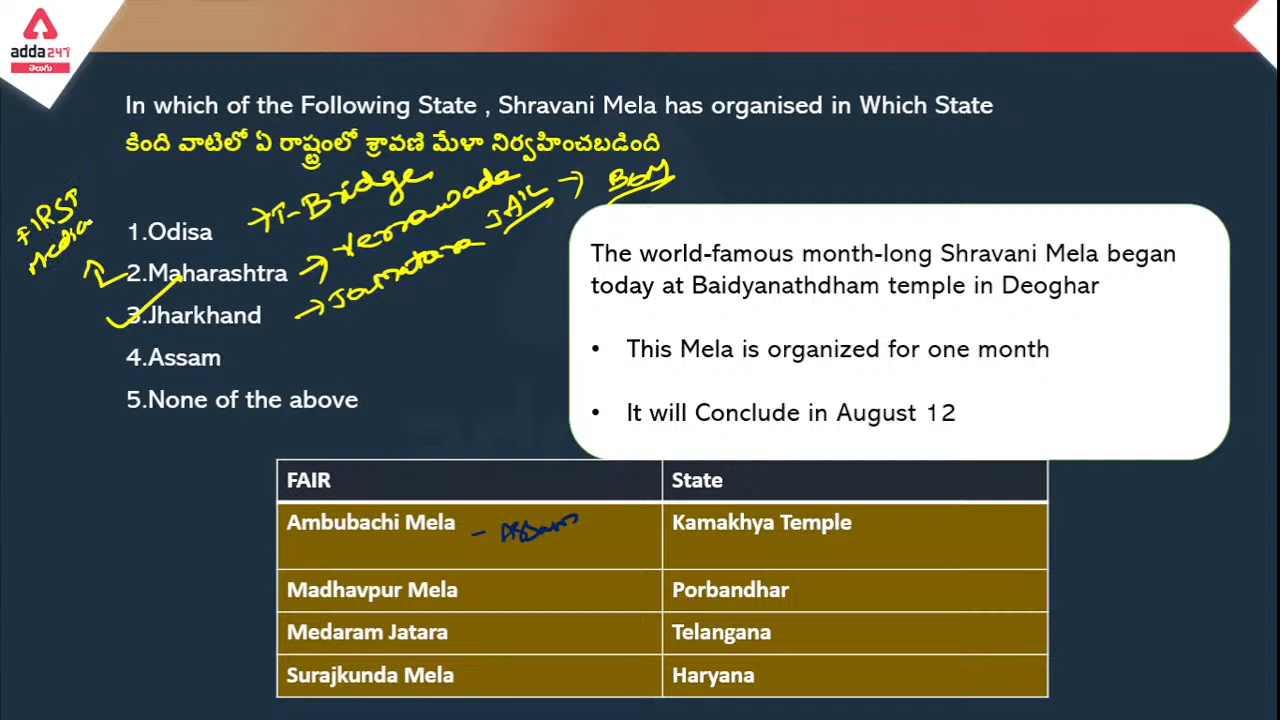 adda247
తెలుగు
In which of the Following State , Shravani Mela has organised in Which State
కింది వాటిలో ఏ రాష్ట్రంలో శ్రావణి మేళా నిర్వహించబడింది
1.Odisa → T-Bridge
2.Maharashtra → Yerrawada JAIL →
FIRST
3.Jharkhand → Jamatara
4.Assam
5.None of the above
The world-famous month-long Shravani Mela began
today at Baidyanathdham temple in Deoghar
• This Mela is organized for one month
• It will Conclude in August 12
FAIR State
Ambubachi Mela - Assam Kamakhya Temple
Madhavpur Mela Porbandhar
Medaram Jatara Telangana
Surajkunda Mela Haryana